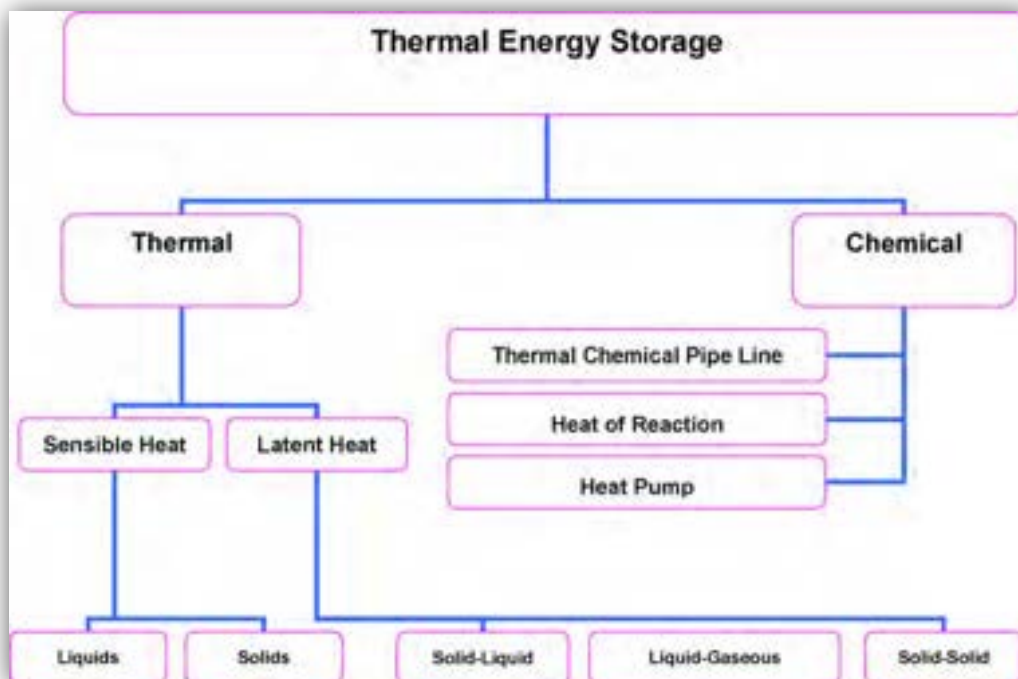 Thermal Energy Storage
Thermal
Chemical
Thermal Chemical Pipe Line
Heat of Reaction
Heat Pump
Sensible Heat
Latent Heat
Liquids
Solids
Solid-Liquid
Liquid-Gaseous
Solid-Solid